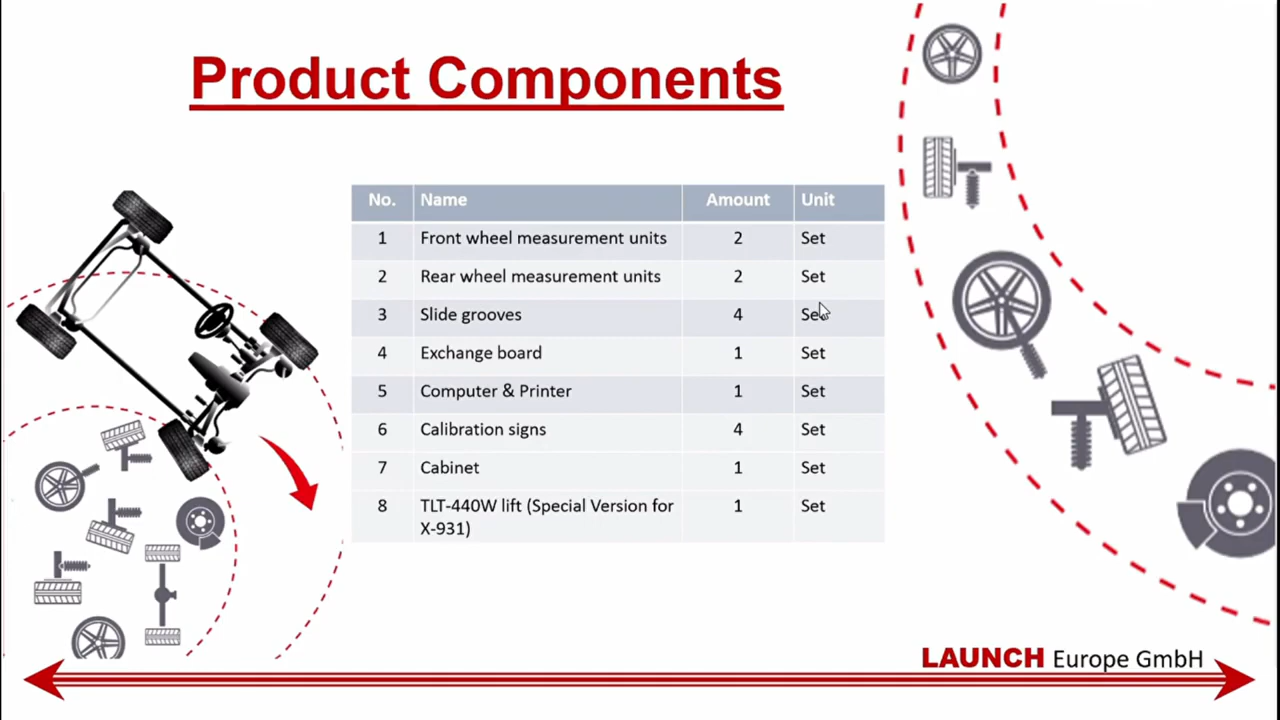 Product Components
No. Name Amount Unit
1 Front wheel measurement units 2 Set
2 Rear wheel measurement units 2 Set
3 Slide grooves 4 Set
4 Exchange board 1 Set
5 Computer & Printer 1 Set
6 Calibration signs 4 Set
7 Cabinet 1 Set
8 TLT-440W lift (Special Version for 1 Set
X-931)
LAUNCH Europe GmbH